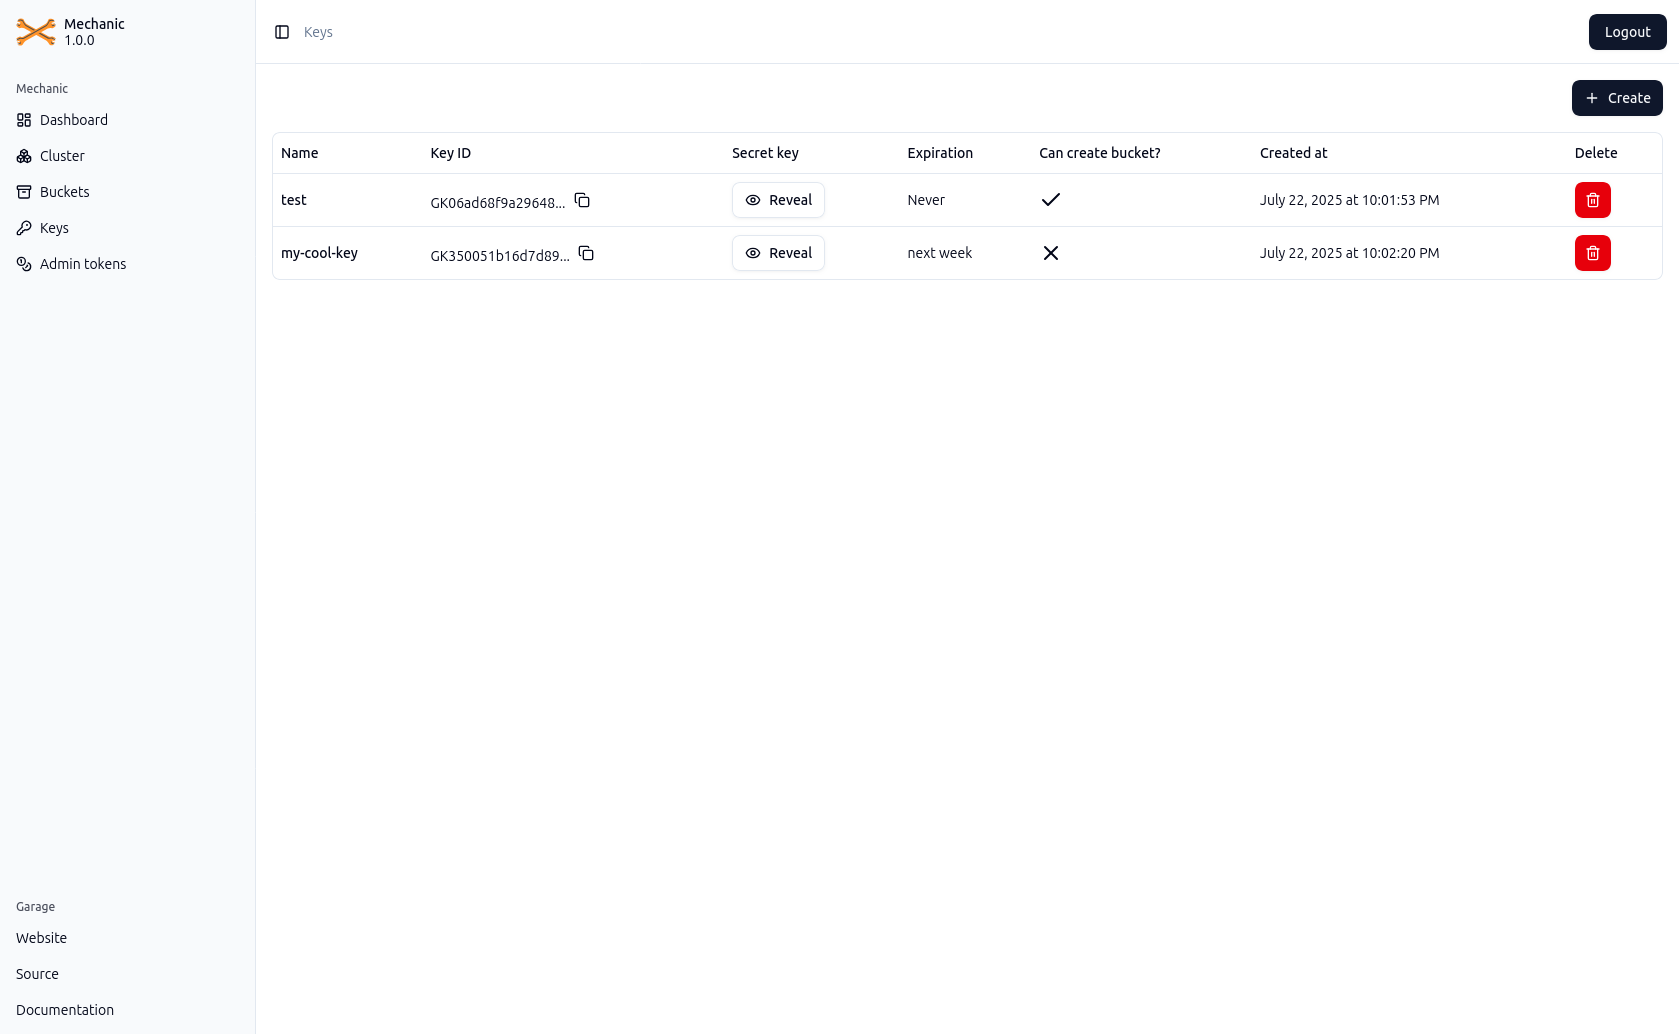 Mechanic
1.0.0
Mechanic
Dashboard
Cluster
Buckets
Keys
Admin tokens
Garage
Website
Source
Documentation
Keys
Logout
Create
Name Key ID Secret key Expiration Can create bucket? Created at Delete
test GK06ad68f9a29648... Reveal Never July 22, 2025 at 10:01:53 PM
my-cool-key GK350051b16d7d89... Reveal next week July 22, 2025 at 10:02:20 PM